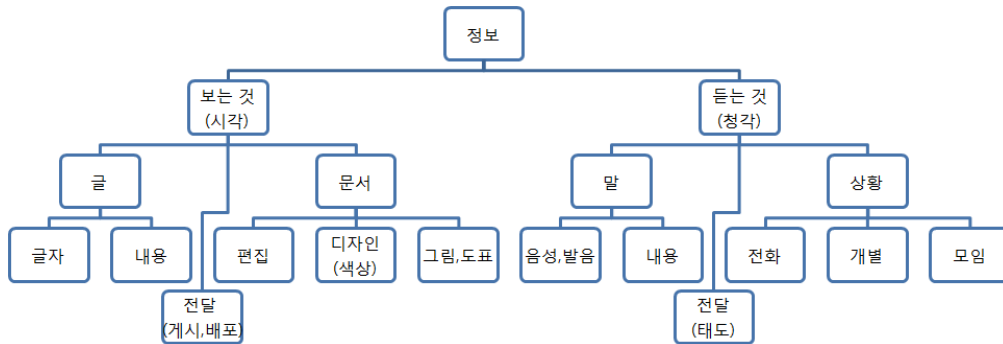 정보
보는 것
(시각)
듣는 것
(청각)
글
문서
말
상황
글자
내용
편집
디자인
(색상)
그림,도표
음성,발음
내용
전화
개별
모임
전달
(게시,배포)
전달
(태도)